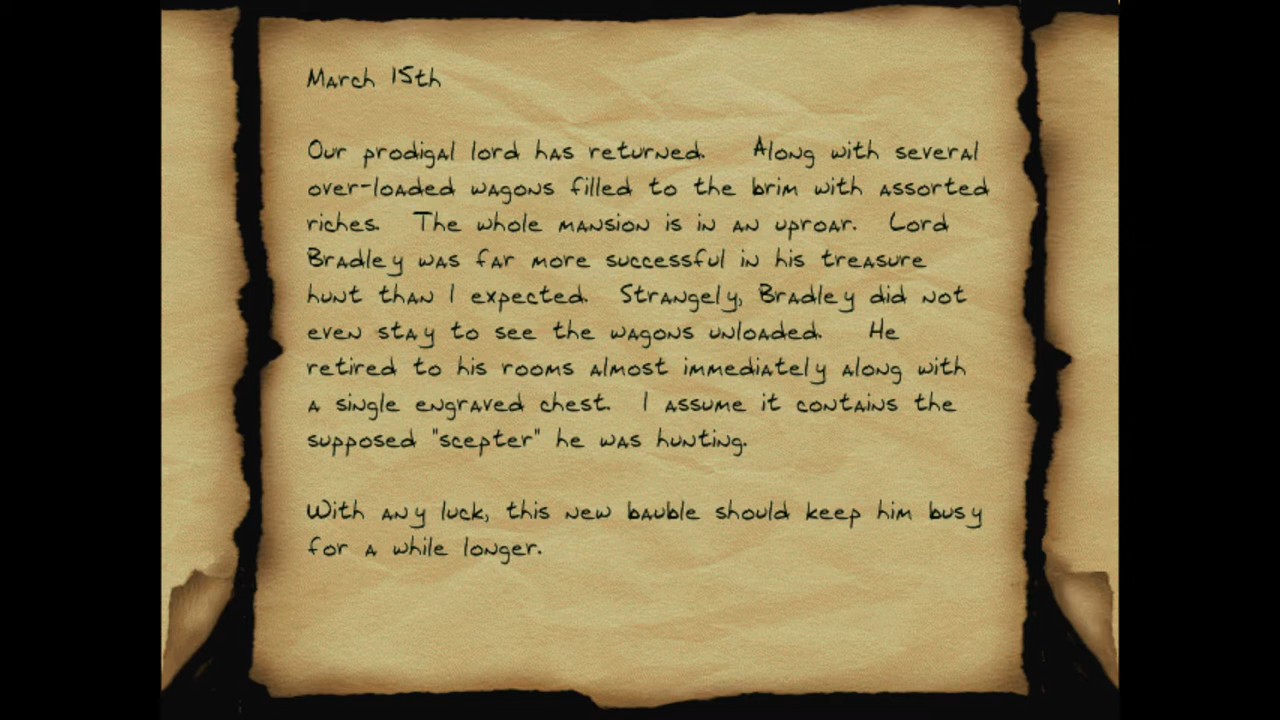 March 15th
Our prodigal lord has returned. Along with several
over-loaded wagons filled to the brim with assorted
riches. The whole mansion is in an uproar. Lord
Bradley was far more successful in his treasure
hunt than I expected. Strangely, Bradley did not
even stay to see the wagons unloaded. He
retired to his rooms almost immediately along with
a single engraved chest. I assume it contains the
supposed "scepter" he was hunting.
With any luck, this new bauble should keep him busy
for a while longer.